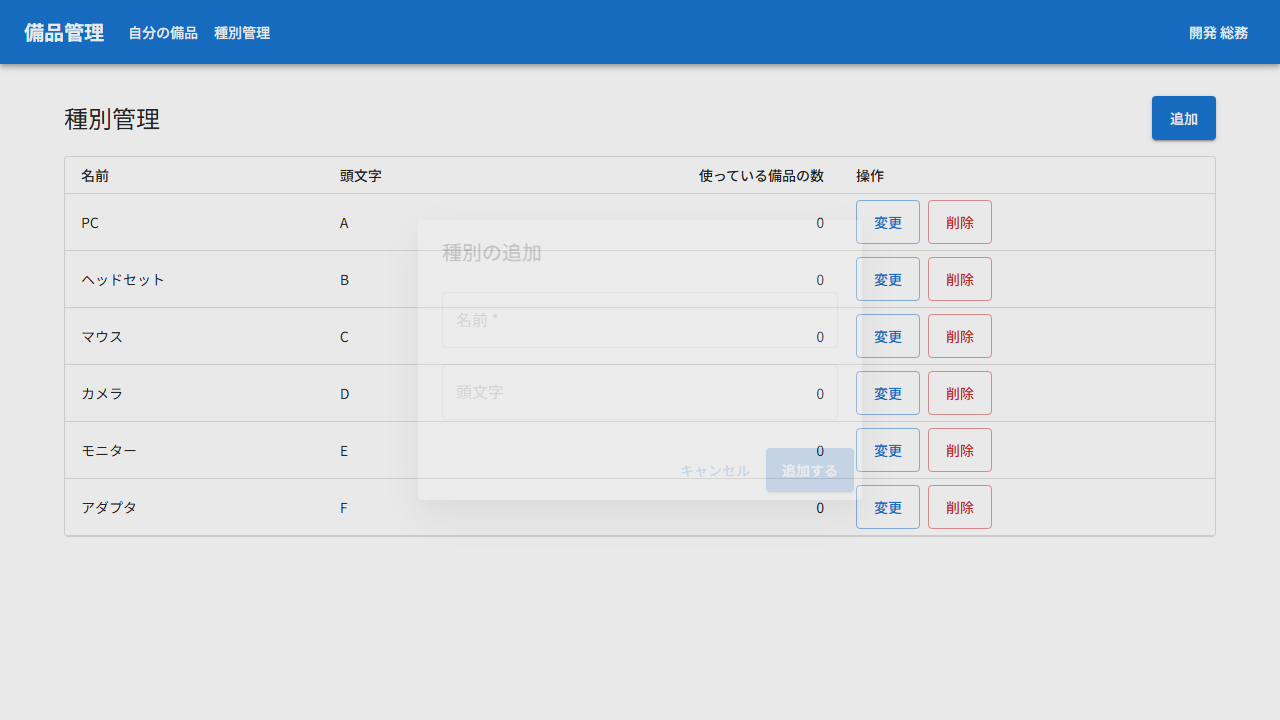 備品管理 自分の備品 種別管理 開発 総務
種別管理 追加
名前 頭文字 使っている備品の数 操作
PC A 0 変更 削除
ヘッドセット B 0 変更 削除
マウス C 0 変更 削除
カメラ D 0 変更 削除
モニター E 0 変更 削除
アダプタ F 0 変更 削除
種別の追加
名前 *
頭文字
キャンセル 追加する